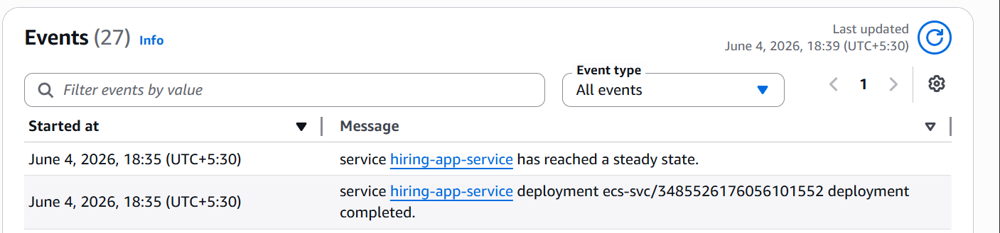 Events (27) Info
Last updated
June 4, 2026, 18:39 (UTC+5:30)
Filter events by value
Event type
All events
1
Started at
Message
June 4, 2026, 18:35 (UTC+5:30)
service hiring-app-service has reached a steady state.
June 4, 2026, 18:35 (UTC+5:30)
service hiring-app-service deployment ecs-svc/3485526176056101552 deployment
completed.